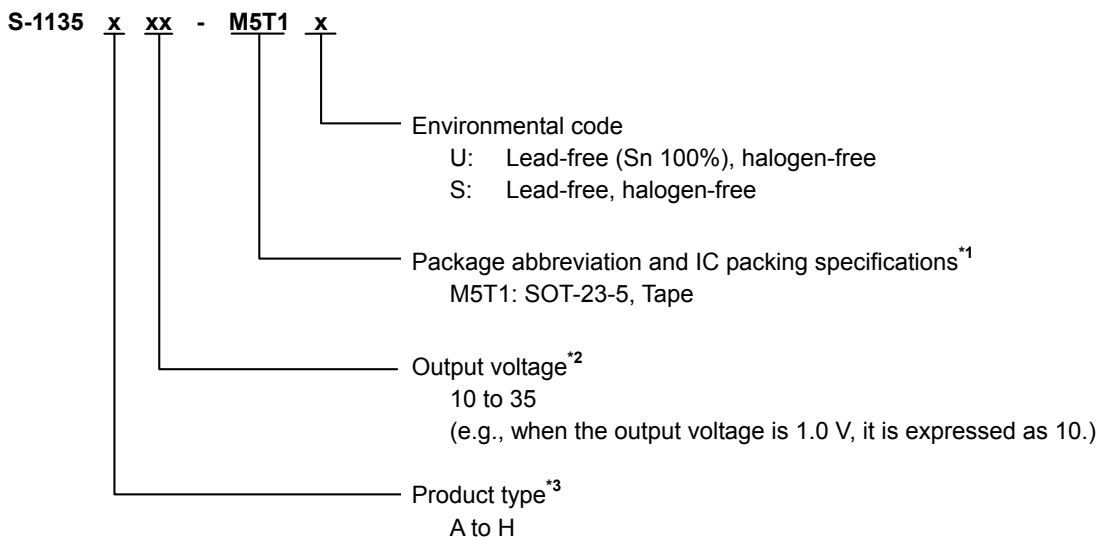 S-1135 x xx - M5T1 x
Environmental code
U: Lead-free (Sn 100%), halogen-free
S: Lead-free, halogen-free
Package abbreviation and IC packing specifications*1
M5T1: SOT-23-5, Tape
Output voltage*2
10 to 35
(e.g., when the output voltage is 1.0 V, it is expressed as 10.)
Product type*3
A to H